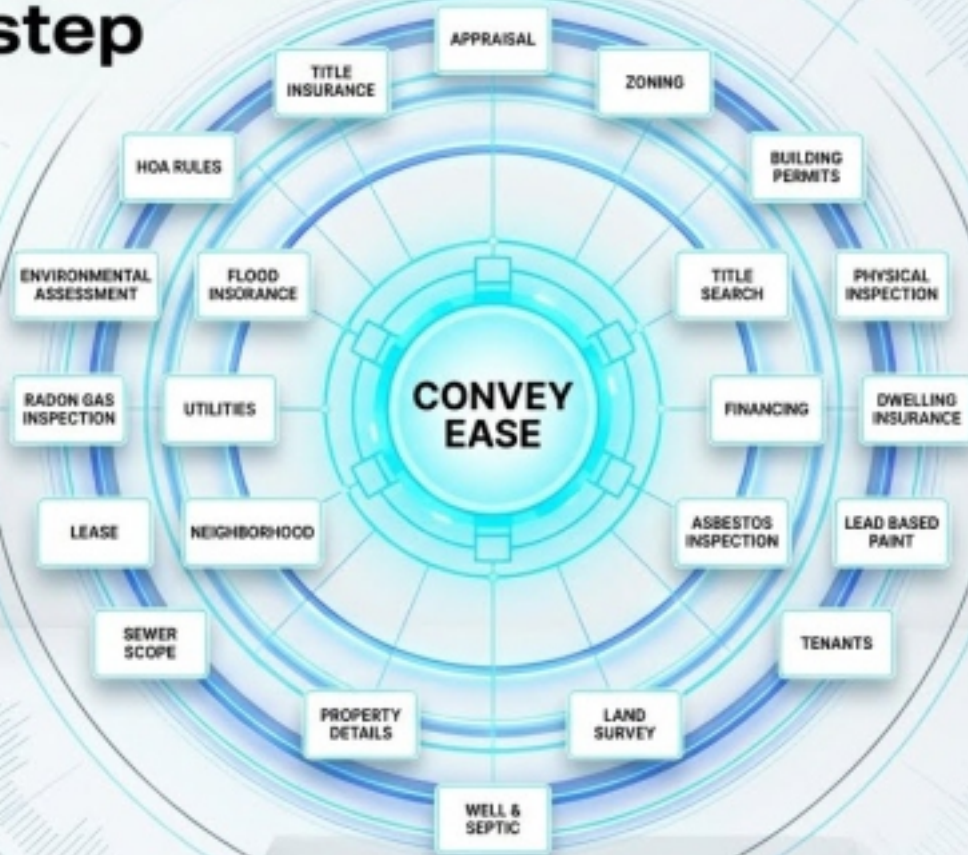 step
APPRAISAL
TITLE
INSURANCE
ZONING
HOA RULES
BUILDING
PERMITS
ENVIRONMENTAL
ASSESSMENT
FLOOD
INSORANCE
TITLE
SEARCH
PHYSICAL
INSPECTION
RADON GAS
INSPECTION
UTILITIES
CONVEY
EASE
FINANCING
DWELLING
INSURANCE
LEASE
NEIGHBORHOOD
ASBESTOS
INSPECTION
LEAD BASED
PAINT
SEWER
SCOPE
TENANTS
PROPERTY
DETAILS
LAND
SURVEY
WELL &
SEPTIC